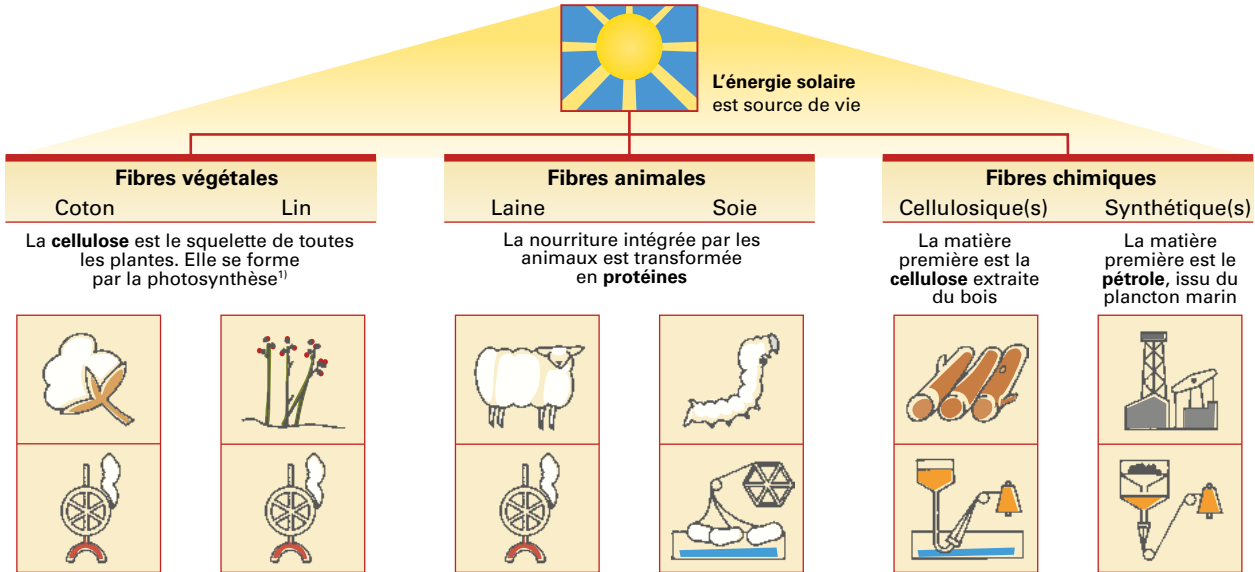 L'énergie solaire
est source de vie
Fibres végétales
Coton Lin
La cellulose est le squelette de toutes
les plantes. Elle se forme
par la photosynthèse1)
Fibres animales
Laine Soie
La nourriture intégrée par les
animaux est transformée
en protéines
Fibres chimiques
Cellulosique(s) Synthétique(s)
La matière
première est la
cellulose extraite
du bois
La matière
première est le
pétrole, issu du
plancton marin